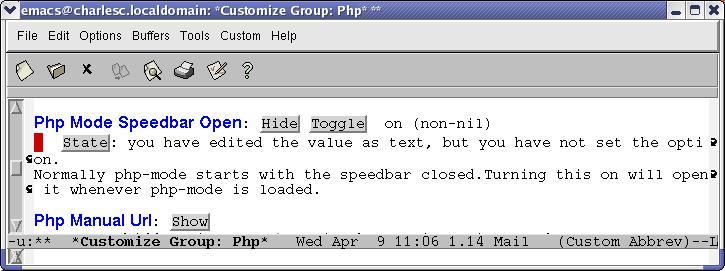 emacs@charlesc.localdomain: *Customize Group: Php* **
File Edit Options Buffers Tools Custom Help
Php Mode Speedbar Open: Hide Toggle on (non-nil)
State: you have edited the value as text, but you have not set the opti
on.
Normally php-mode starts with the speedbar closed.Turning this on will open
it whenever php-mode is loaded.
Php Manual Url: Show
-u:** *Customize Group: Php* Wed Apr 9 11:06 1.14 Mail (Custom Abbrev)--L